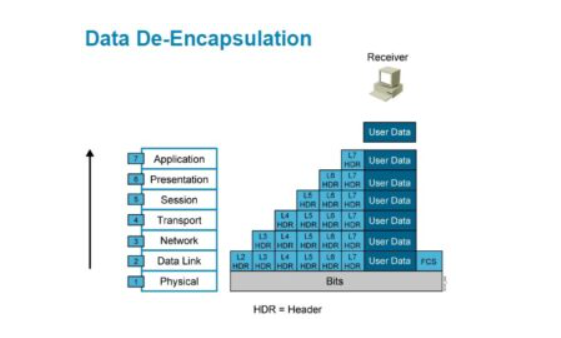 Data De-Encapsulation
Receiver
User Data
7 Application L7 HDR User Data
6 Presentation L6 HDR L7 HDR User Data
5 Session L5 HDR L6 HDR L7 HDR User Data
4 Transport L4 HDR L5 HDR L6 HDR L7 HDR User Data
3 Network L3 HDR L4 HDR L5 HDR L6 HDR L7 HDR User Data
2 Data Link L2 HDR L3 HDR L4 HDR L5 HDR L6 HDR L7 HDR User Data FCS
1 Physical Bits
HDR = Header